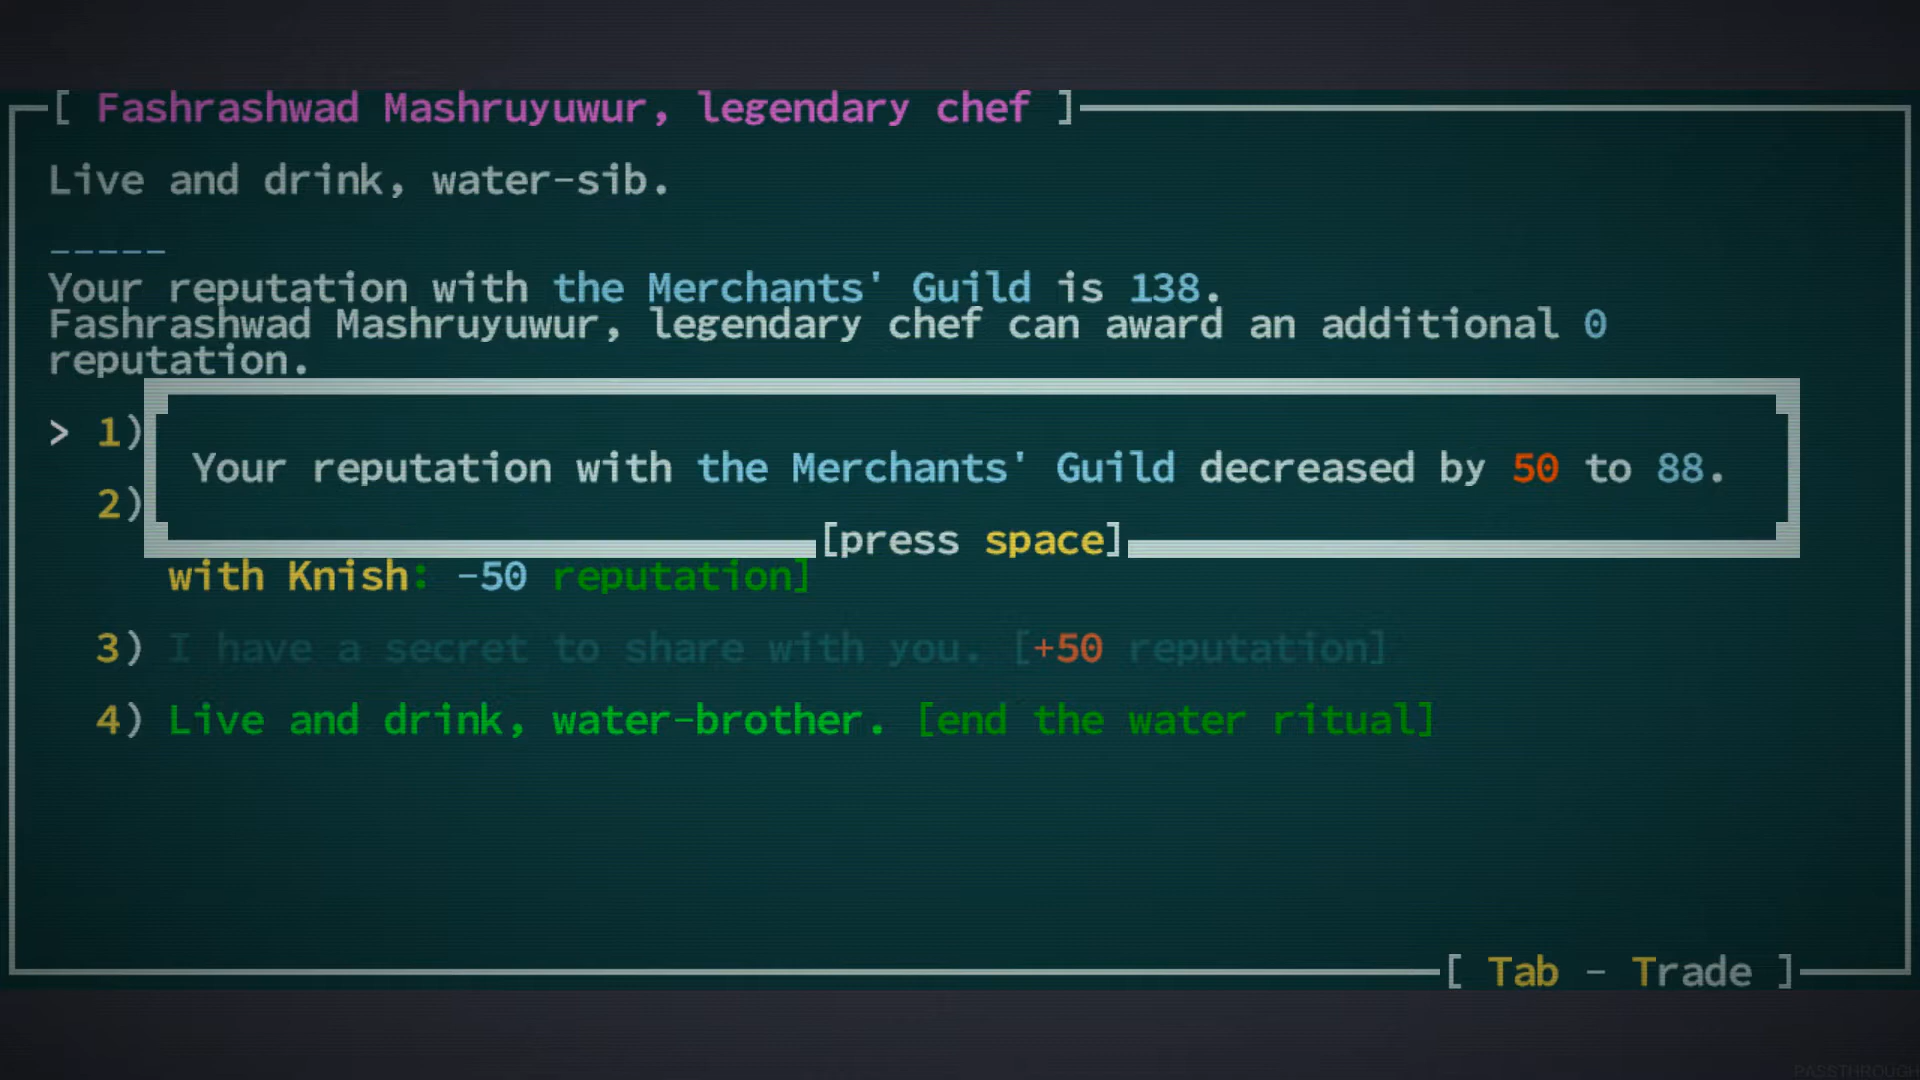 [ Fashrashwad Mashruyuwur, legendary chef ]
Live and drink, water-sib.
-----
Your reputation with the Merchants' Guild is 138.
Fashrashwad Mashruyuwur, legendary chef can award an additional 0
reputation.
> 1)
Your reputation with the Merchants' Guild decreased by 50 to 88.
2)
[press space]
with Knish: -50 reputation]
3) I have a secret to share with you. [+50 reputation]
4) Live and drink, water-brother. [end the water ritual]
[ Tab - Trade ]
PASSTHROUGH